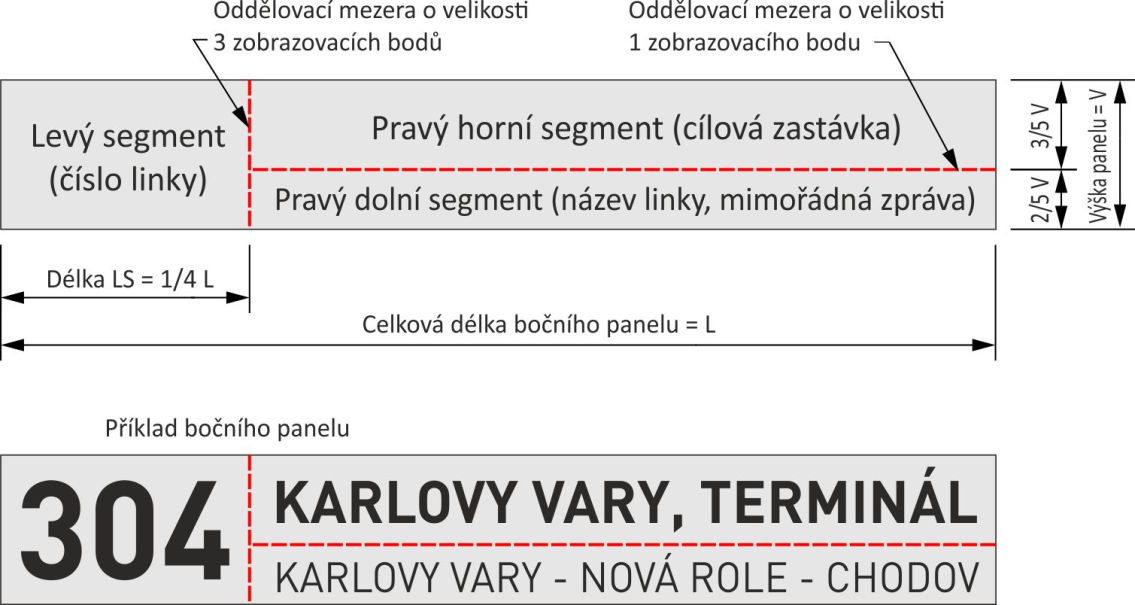 Oddělovací mezera o velikosti
3 zobrazovacích bodů
Oddělovací mezera o velikosti
1 zobrazovacího bodu
Levý segment
(číslo linky)
Pravý horní segment (cílová zastávka)
Pravý dolní segment (název linky, mimořádná zpráva)
3/5 V
2/5 V
Výška panelu = V
Délka LS = 1/4 L
Celková délka bočního panelu = L
Příklad bočního panelu
304
KARLOVY VARY, TERMINÁL
KARLOVY VARY - NOVÁ ROLE - CHODOV